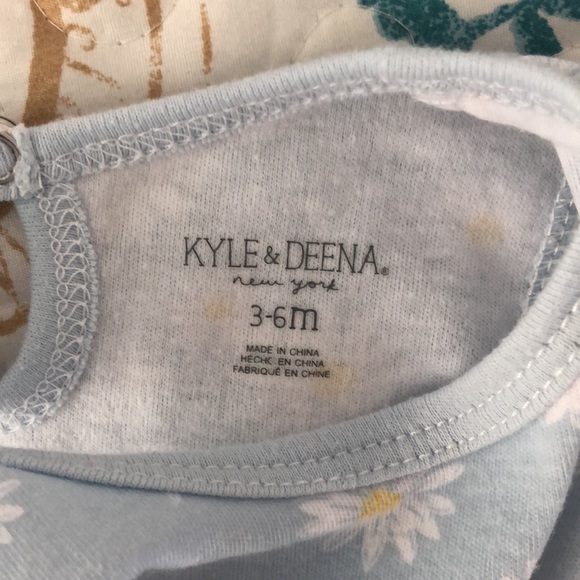 KYLE & DEENA®
new york
3-6m
MADE IN CHINA
HECHO EN CHINA
FABRIQUÉ EN CHINE